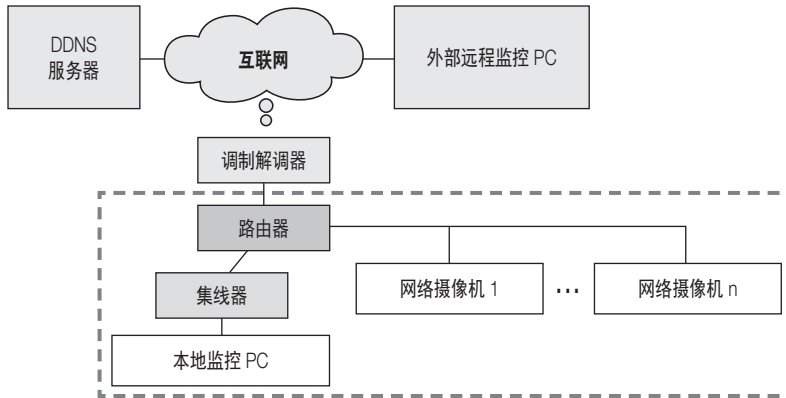 DDNS
服务器
互联网
外部远程监控 PC
调制解调器
路由器
集线器
网络摄像机 1
...
网络摄像机 n
本地监控 PC